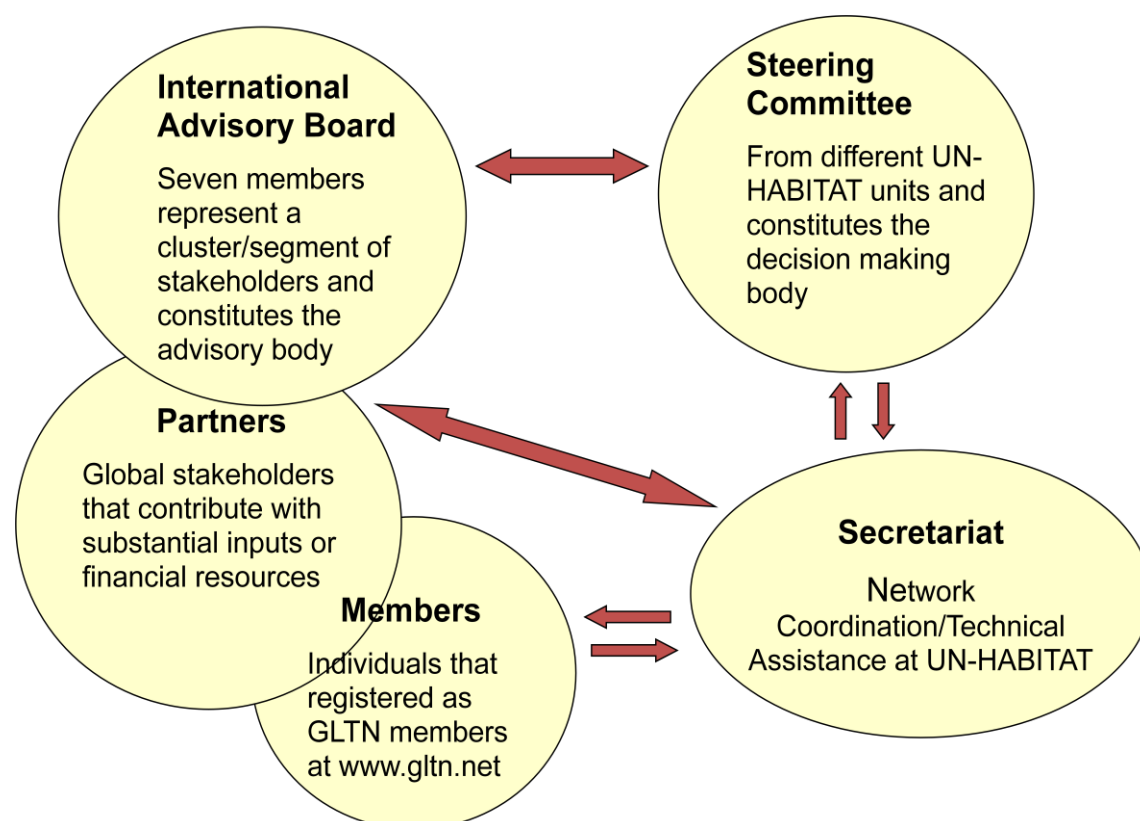 International
Advisory Board
Seven members
represent a
cluster/segment of
stakeholders and
constitutes the
advisory body
Steering
Committee
From different UN-
HABITAT units and
constitutes the
decision making
body
Partners
Global stakeholders
that contribute with
substantial inputs or
financial resources
Members
Individuals that
registered as
GLTN members
at www.gltn.net
Secretariat
Network
Coordination/Technical
Assistance at UN-HABITAT